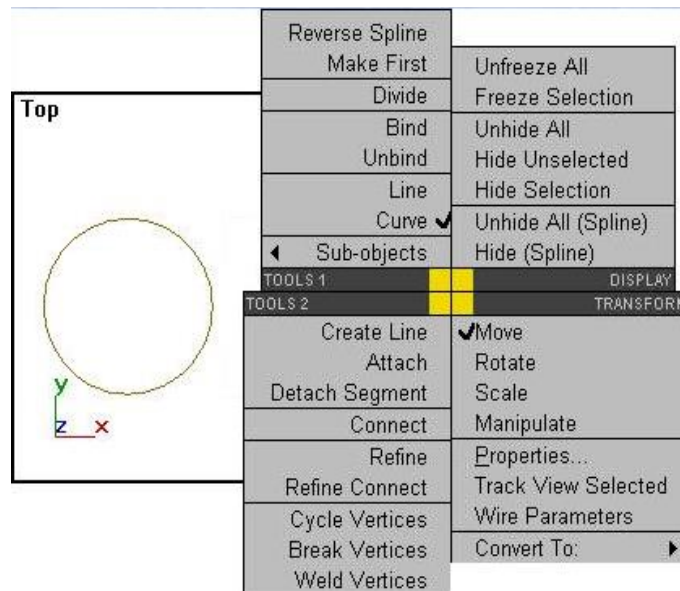 Top
y
z x
Reverse Spline
Make First
Divide
Bind
Unbind
Line
Curve
Sub-objects
TOOLS 1
Unfreeze All
Freeze Selection
Unhide All
Hide Unselected
Hide Selection
Unhide All (Spline)
Hide (Spline)
DISPLAY
TOOLS 2
Create Line
Attach
Detach Segment
Connect
Refine
Refine Connect
Cycle Vertices
Break Vertices
Weld Vertices
TRANSFORM
Move
Rotate
Scale
Manipulate
Properties...
Track View Selected
Wire Parameters
Convert To: